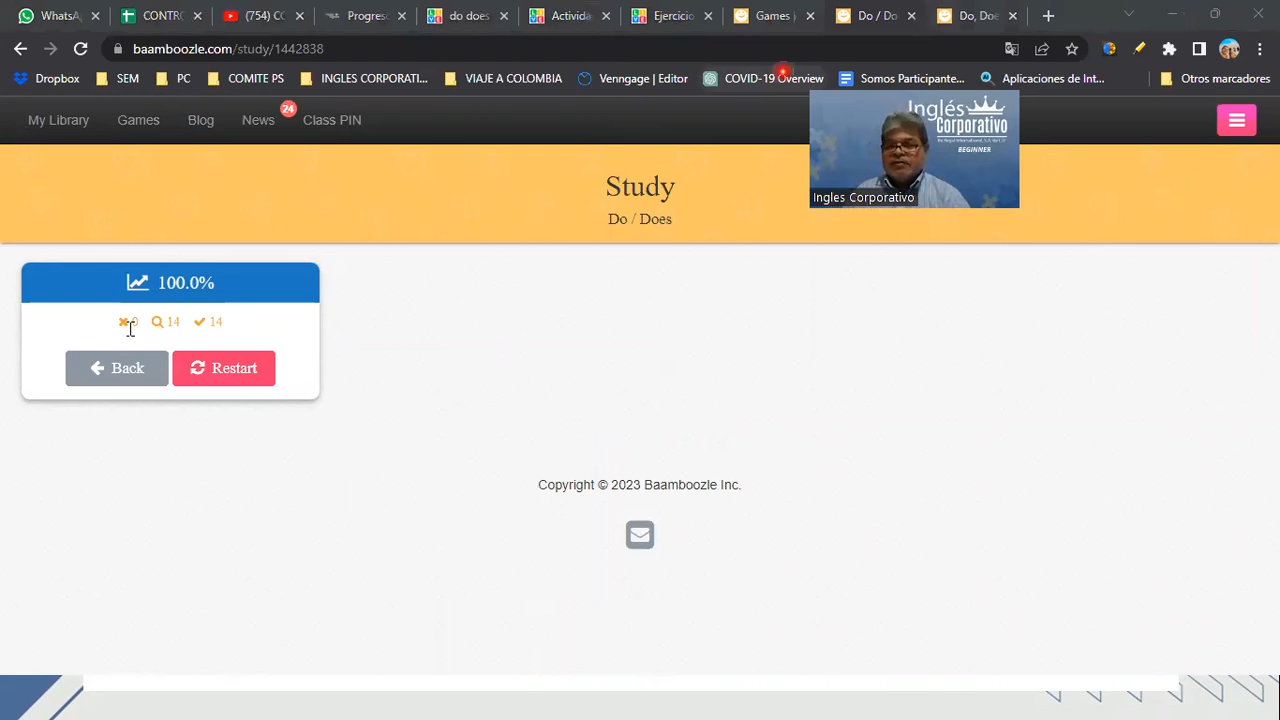 WhatsA
CONTRO
(754) CO
Progres
do does
Activida
Ejercicio
Games
Do / Do
Do, Doe
baamboozle.com/study/1442838
Dropbox
SEM
PC
COMITE PS
INGLES CORPORATI...
VIAJE A COLOMBIA
Venngage | Editor
COVID-19 Overview
Somos Participante...
Aplicaciones de Int...
Otros marcadores
My Library
Games
Blog
News
24
Class PIN
Inglés
Corporativo
BEGINNER
Ingles Corporativo
Study
Do / Does
100.0%
0 14 14
Back
Restart
Copyright © 2023 Baamboozle Inc.